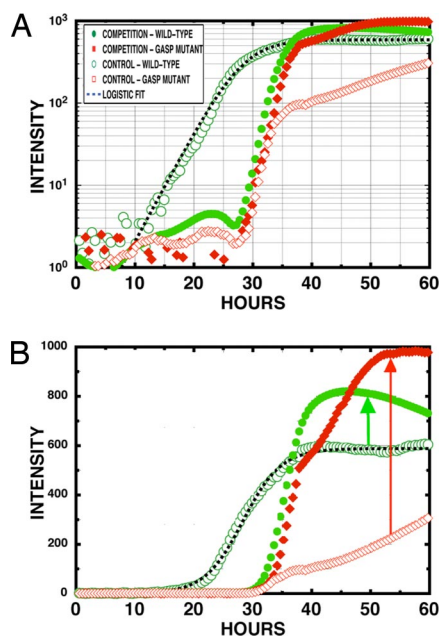 A
10³
10²
10¹
10⁰
INTENSITY
COMPETITION - WILD-TYPE
COMPETITION - GASP MUTANT
CONTROL - WILD-TYPE
CONTROL - GASP MUTANT
LOGISTIC FIT
0 10 20 30 40 50 60
HOURS
B
1000
800
600
400
200
0
INTENSITY
0 10 20 30 40 50 60
HOURS